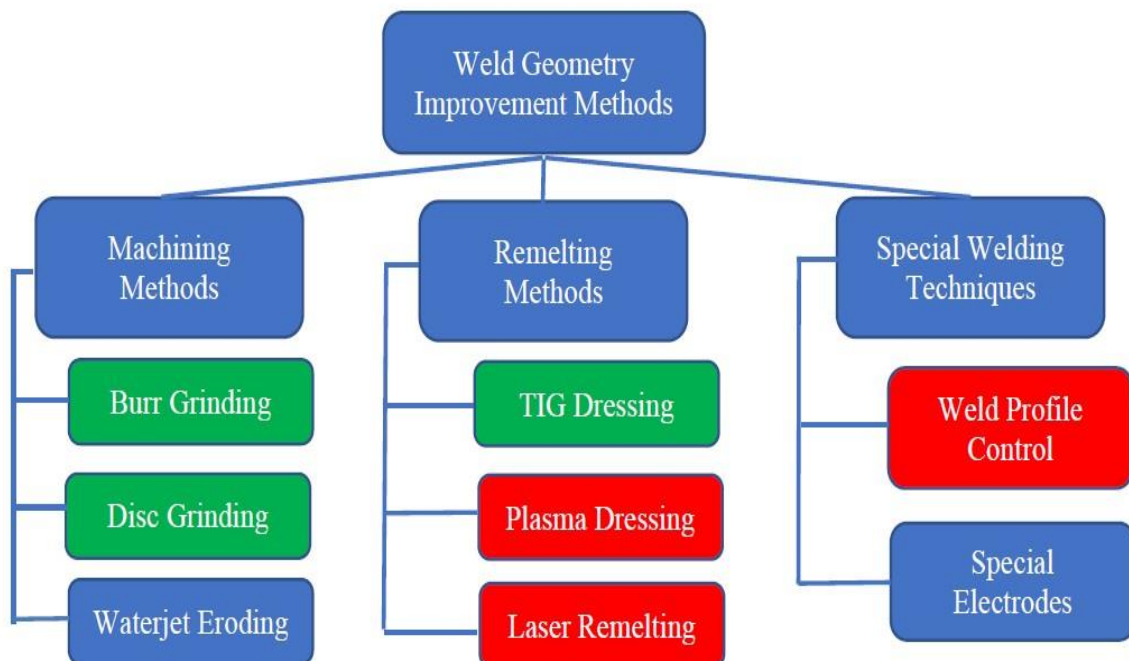 Weld Geometry
Improvement Methods
Machining
Methods
Burr Grinding
Disc Grinding
Waterjet Eroding
Remelting
Methods
TIG Dressing
Plasma Dressing
Laser Remelting
Special Welding
Techniques
Weld Profile
Control
Special
Electrodes